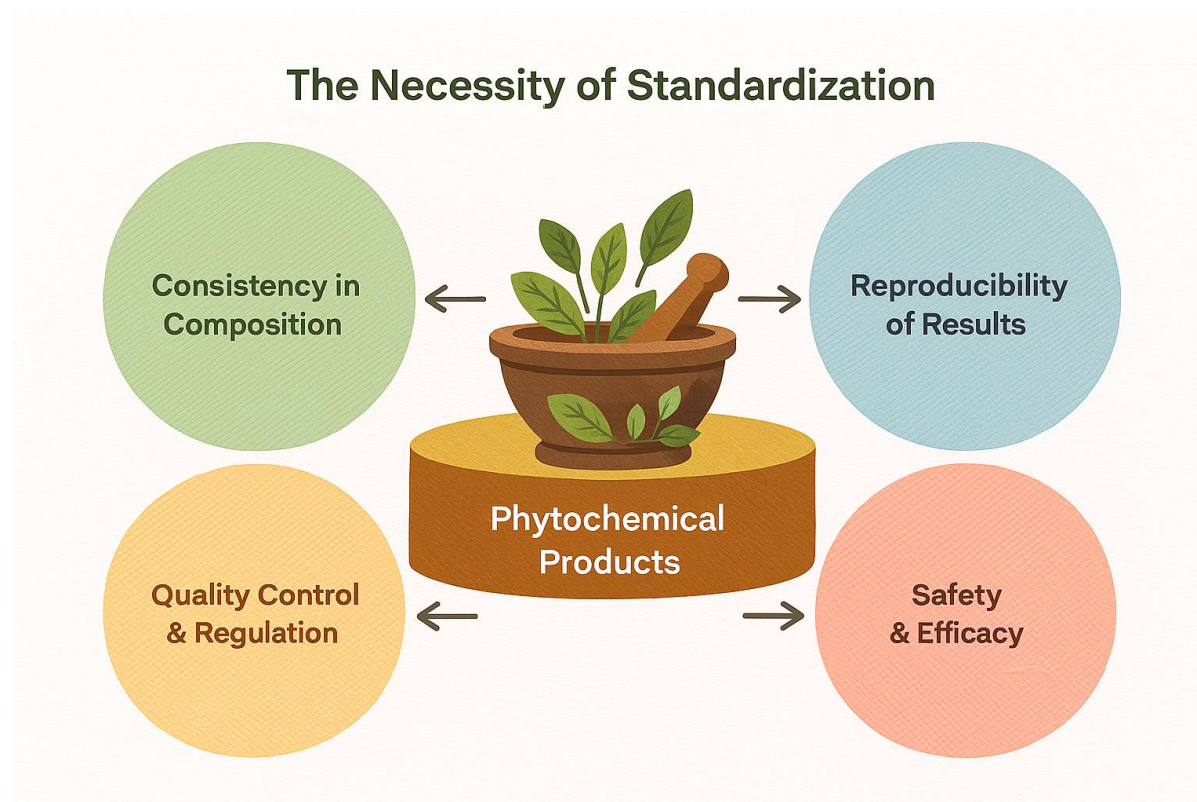 The Necessity of Standardization
Consistency in
Composition
Reproducibility
of Results
Phytochemical
Products
Quality Control
& Regulation
Safety
& Efficacy